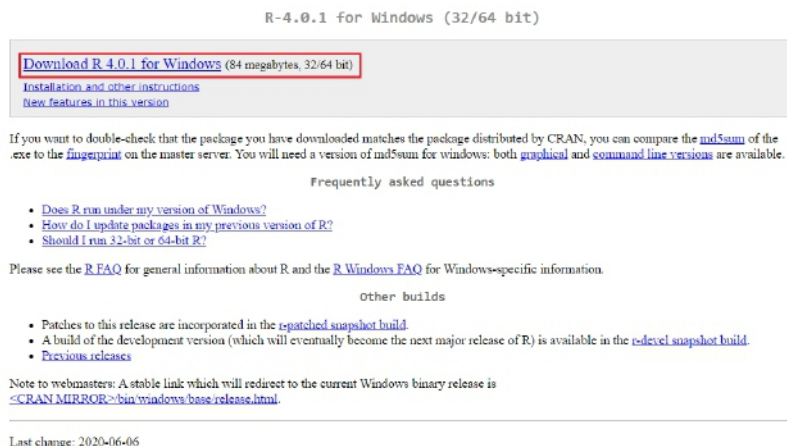 R-4.0.1 for Windows (32/64 bit)
Download R 4.0.1 for Windows (84 megabytes, 32/64 bit)
Installation and other instructions
New features in this version
If you want to double-check that the package you have downloaded matches the package distributed by CRAN, you can compare the md5sum of the
.exe to the fingerprint on the master server. You will need a version of md5sum for windows: both graphical and command line versions are available.
Frequently asked questions
• Does R run under my version of Windows?
• How do I update packages in my previous version of R?
• Should I run 32-bit or 64-bit R?
Please see the R FAQ for general information about R and the R Windows FAQ for Windows-specific information.
Other builds
• Patches to this release are incorporated in the r-patched snapshot build.
• A build of the development version (which will eventually become the next major release of R) is available in the r-devel snapshot build.
• Previous releases
Note to webmasters: A stable link which will redirect to the current Windows binary release is
<CRAN MIRROR>/bin/windows/base/release.html.
Last change: 2020-06-06